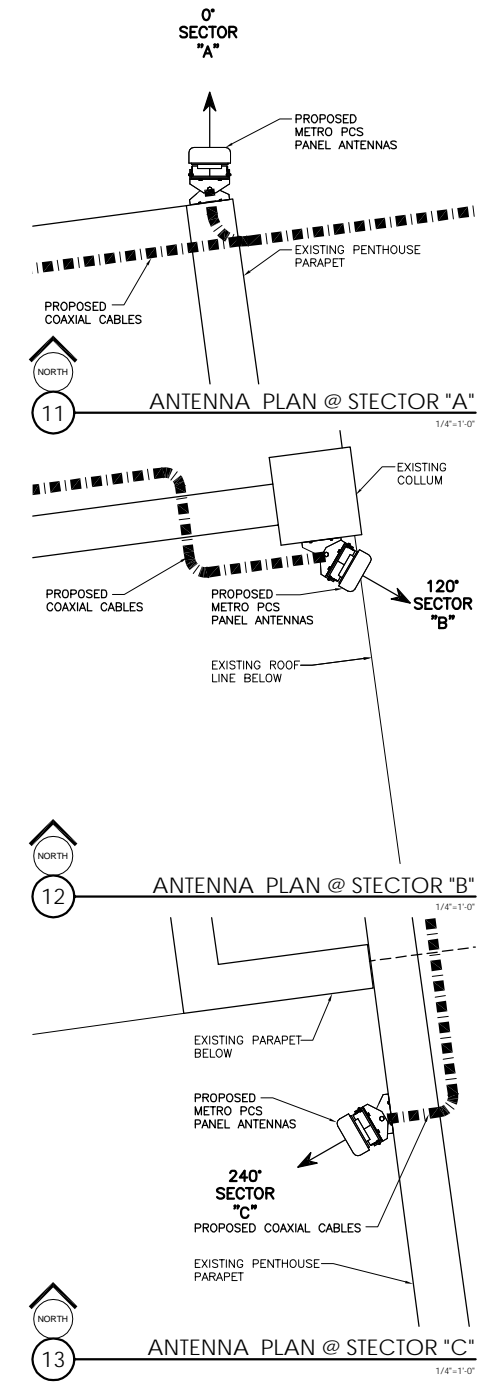 0°
SECTOR
"A"
PROPOSED
METRO PCS
PANEL ANTENNAS
EXISTING PENTHOUSE
PARAPET
PROPOSED
COAXIAL CABLES
NORTH
11
ANTENNA PLAN @ STECTOR "A"
1/4"=1'-0"
EXISTING
COLLUM
PROPOSED
COAXIAL CABLES
PROPOSED
METRO PCS
PANEL ANTENNAS
120°
SECTOR
"B"
EXISTING ROOF
LINE BELOW
NORTH
12
ANTENNA PLAN @ STECTOR "B"
1/4"=1'-0"
EXISTING PARAPET
BELOW
PROPOSED
METRO PCS
PANEL ANTENNAS
240°
SECTOR
"C"
PROPOSED COAXIAL CABLES
EXISTING PENTHOUSE
PARAPET
NORTH
13
ANTENNA PLAN @ STECTOR "C"
1/4"=1'-0"